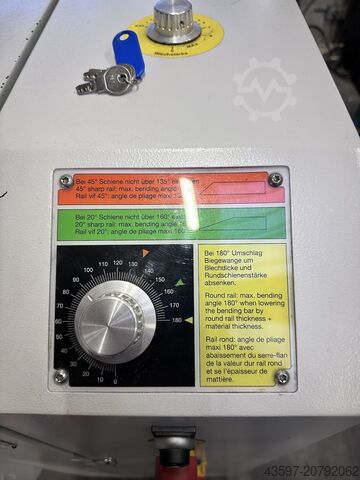 MAX
Blechstärke
Bei 45° Schiene nicht über 135°
45° sharp rail: max. bending angle
Rail vif 45°: angle de pliage maxi
Bei 20° Schiene nicht über 160°
20° sharp rail: max. bending angle
Rail vif 20°: angle de pliage maxi 160
Bei 180° Umschlag
Biegewange um
Blechdicke und
Rundschienenstärke
absenken.
Round rail: max. bending
angle 180° when lowering
the bending bar by
round rail thickness +
material thickness.
Rail rond: angle de pliage
maxi 180° avec
abaissement du serre-flan
de la valeur du rail rond
et se l'épaisseur de
matière.
0 10 20 30 40 50 60 70 80 90 100 110 120 130 140 150 160 170 180
43597-20792062